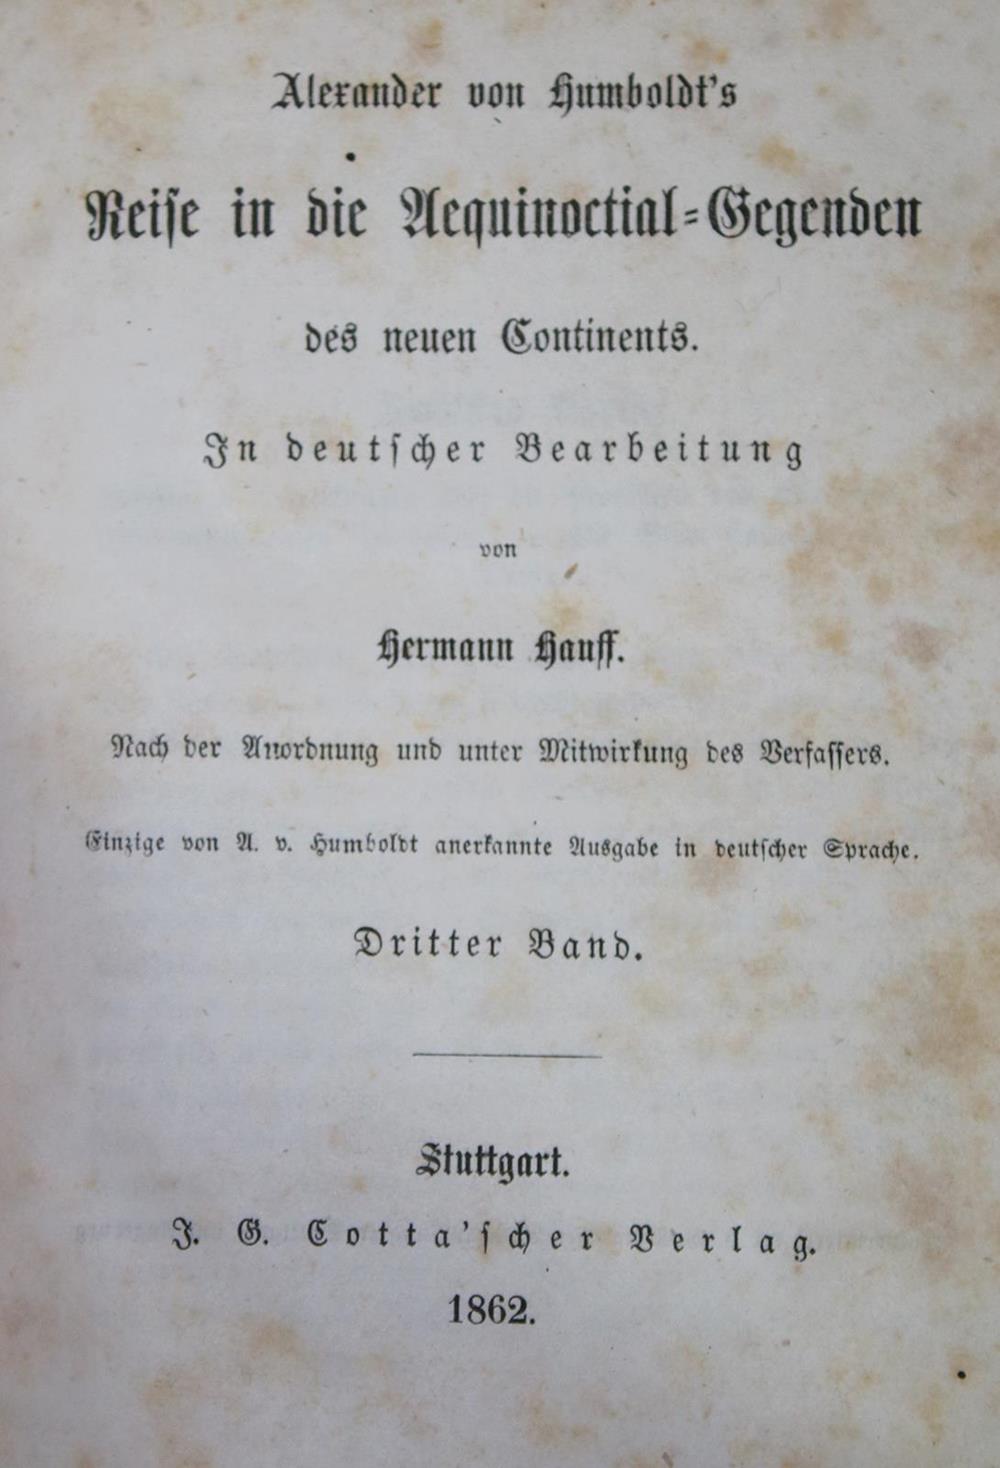 Alexander von Humboldt's
Reise in die Aequinoctial-Gegenden
des neuen Continents.
In deutscher Bearbeitung
von
Hermann Hauff.
Nach der Anordnung und unter Mitwirkung des Verfassers.
Einzige von A. v. Humboldt anerkannte Ausgabe in deutscher Sprache.
Dritter Band.
Stuttgart.
J. G. Cotta'scher Verlag.
1862.